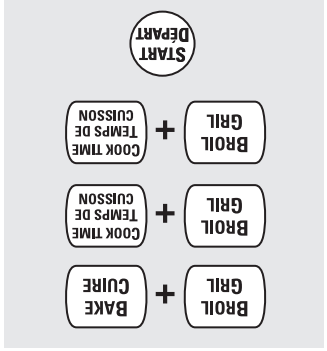 BROIL
GRIL
+
BAKE
CUIRE
BROIL
GRIL
+
COOK TIME
TEMPS DE
CUISSON
BROIL
GRIL
+
COOK TIME
TEMPS DE
CUISSON
START
DÉPART